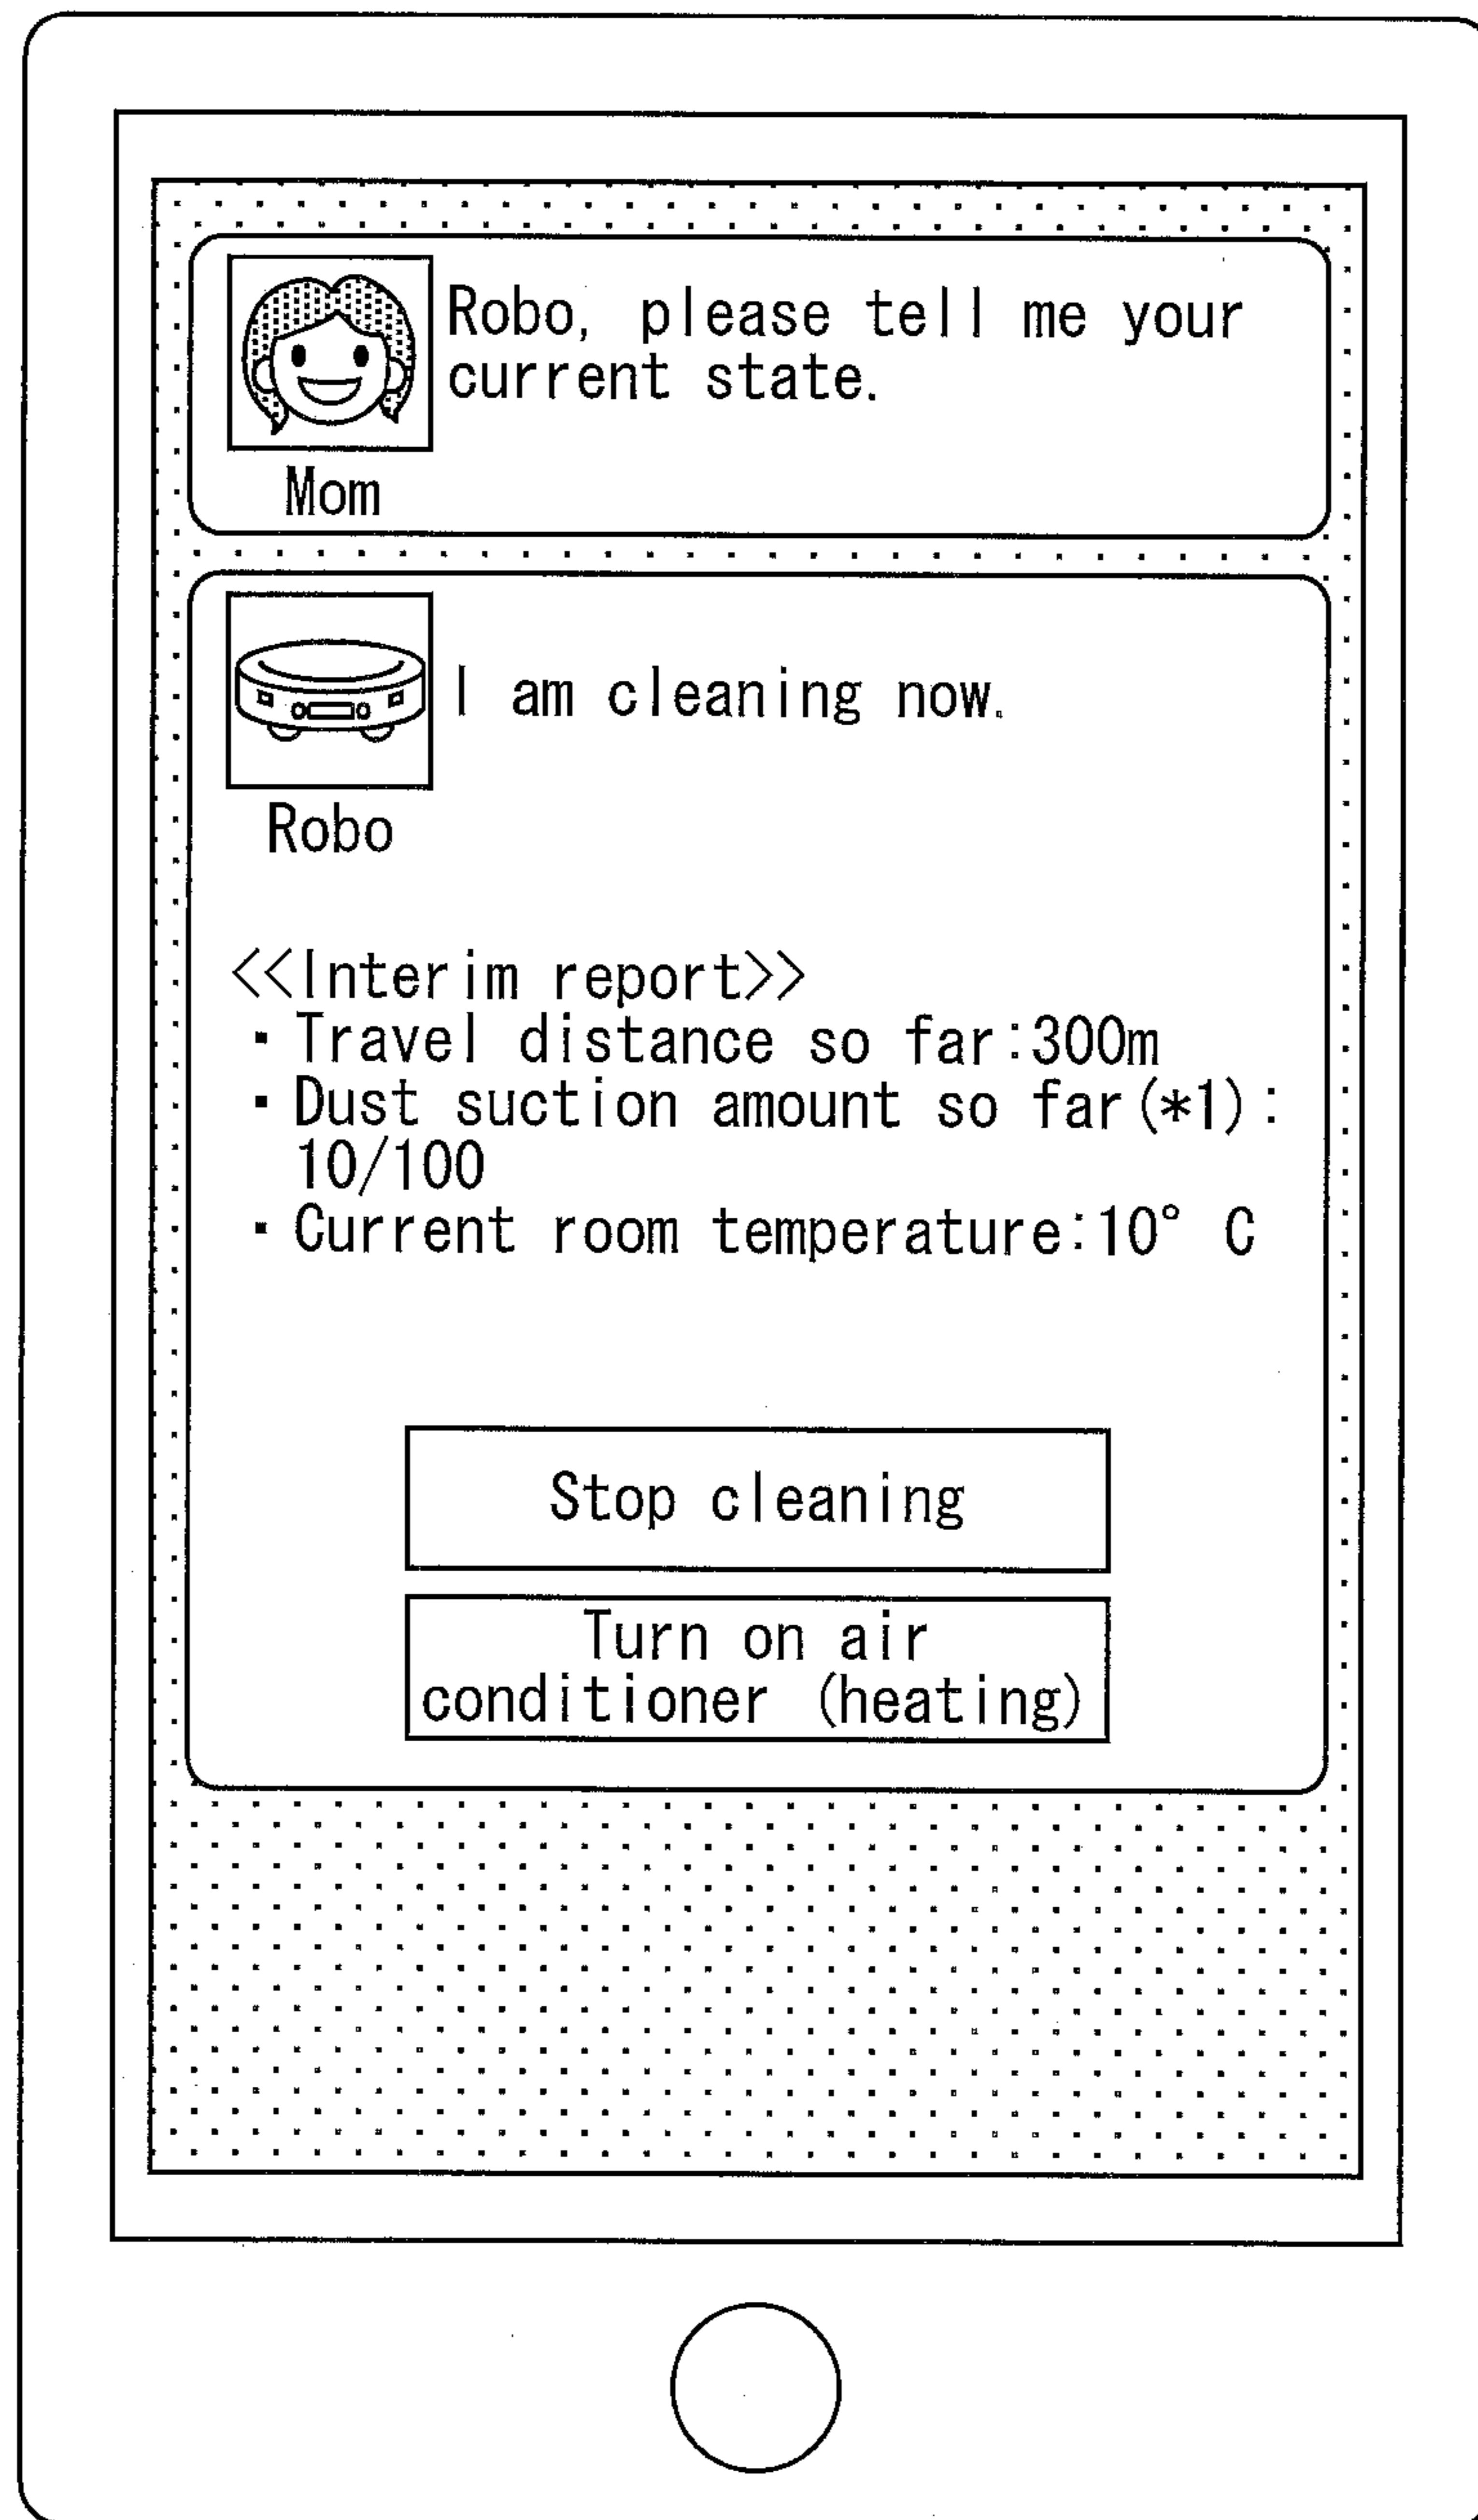 Robo, please tell me your
current state.
Mom
I am cleaning now.
Robo
<<Interim report>>
・Travel distance so far:300m
・Dust suction amount so far(*1):
10/100
・Current room temperature:10° C
Stop cleaning
Turn on air
conditioner (heating)